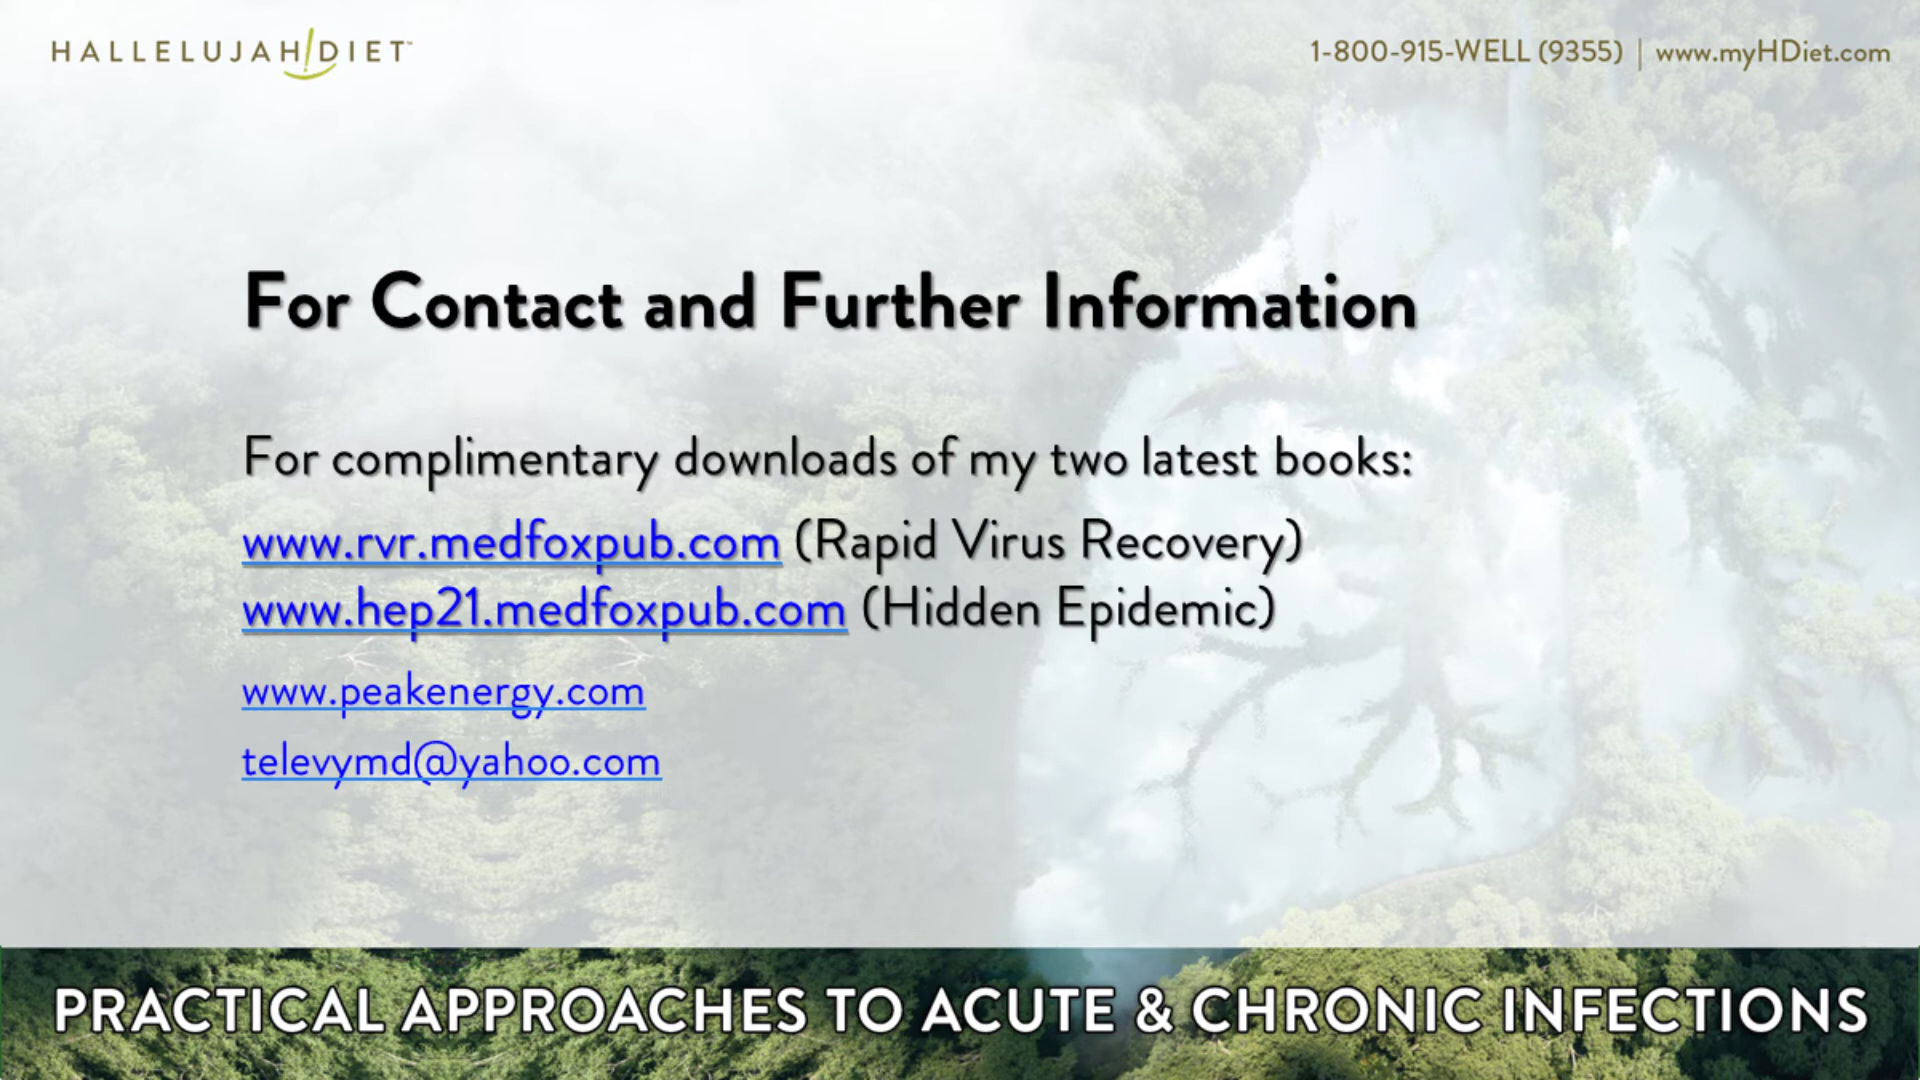 HALLELUJAH DIET™
1-800-915-WELL (9355) | www.myHDiet.com
For Contact and Further Information
For complimentary downloads of my two latest books:
www.rvr.medfoxpub.com (Rapid Virus Recovery)
www.hep21.medfoxpub.com (Hidden Epidemic)
www.peakenergy.com
televymd@yahoo.com
PRACTICAL APPROACHES TO ACUTE & CHRONIC INFECTIONS